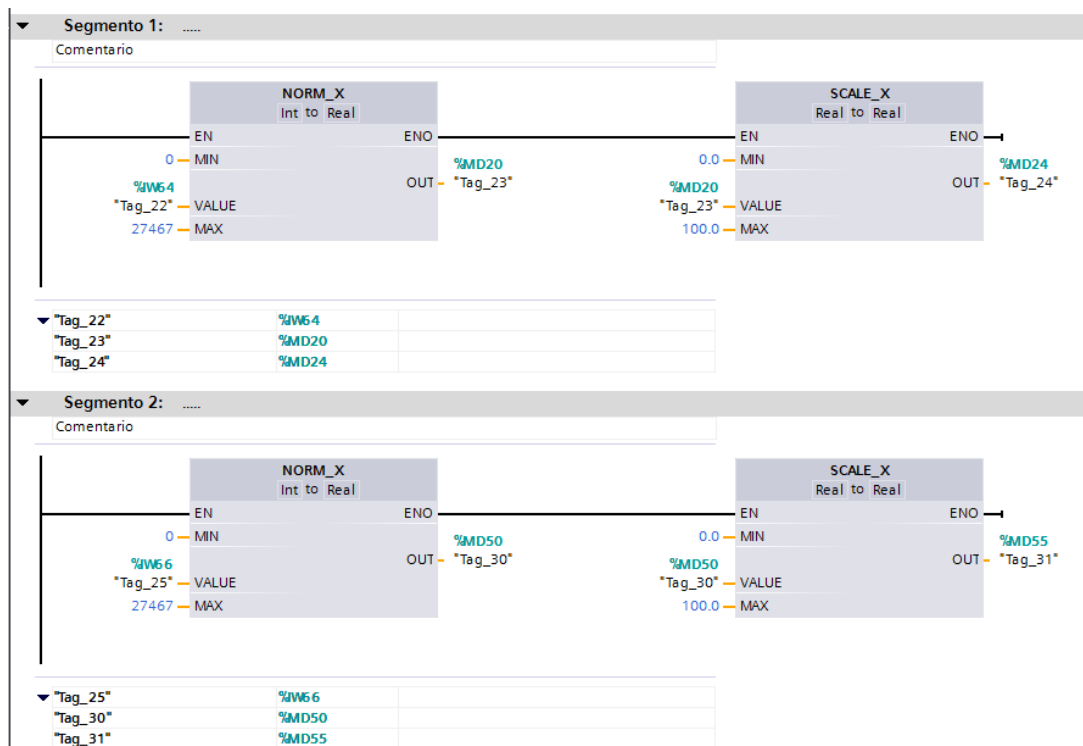 Segmento 1: .....
Comentario
NORM_X
Int to Real
EN ENO
0 MIN
%MD20
OUT "Tag_23"
%IW64
"Tag_22" VALUE
27467 MAX
SCALE_X
Real to Real
EN ENO
0.0 MIN
%MD24
OUT "Tag_24"
%MD20
"Tag_23" VALUE
100.0 MAX
"Tag_22" %IW64
"Tag_23" %MD20
"Tag_24" %MD24
Segmento 2: .....
Comentario
NORM_X
Int to Real
EN ENO
0 MIN
%MD50
OUT "Tag_30"
%IW66
"Tag_25" VALUE
27467 MAX
SCALE_X
Real to Real
EN ENO
0.0 MIN
%MD55
OUT "Tag_31"
%MD50
"Tag_30" VALUE
100.0 MAX
"Tag_25" %IW66
"Tag_30" %MD50
"Tag_31" %MD55